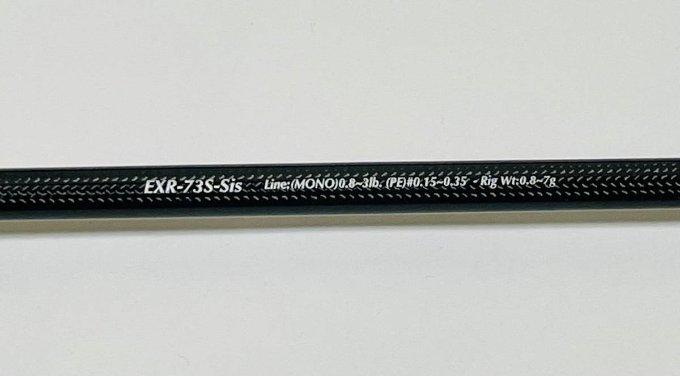 EXR-73S-Sis Line:(MONO)0.8~3lb. (PE)#0.15~0.35 - Rig Wt:0.8~7g